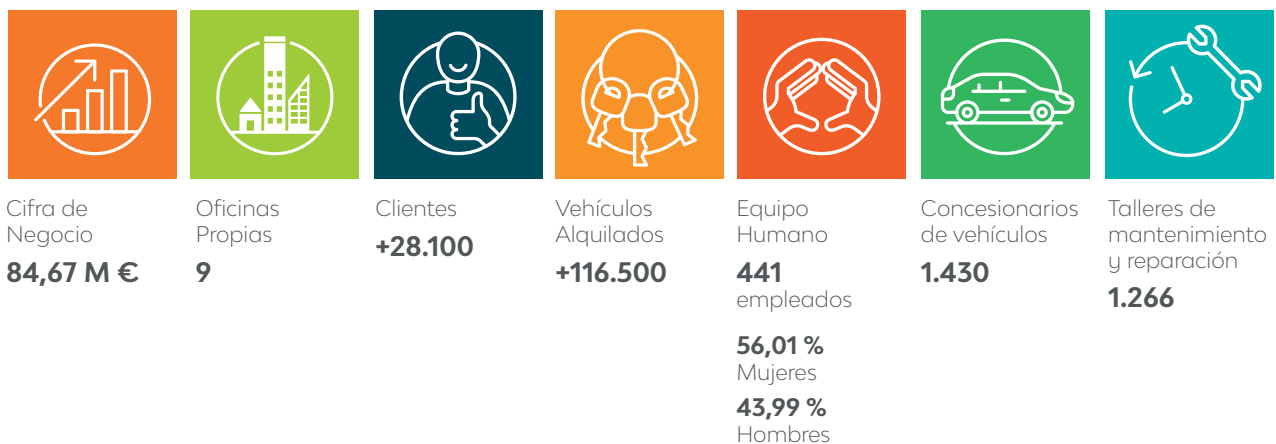 Cifra de
Negocio
84,67 M €
Oficinas
Propias
9
Clientes
+28.100
Vehículos
Alquilados
+116.500
Equipo
Humano
441
empleados
56,01 %
Mujeres
43,99 %
Hombres
Concesionarios
de vehículos
1.430
Talleres de
mantenimiento
y reparación
1.266